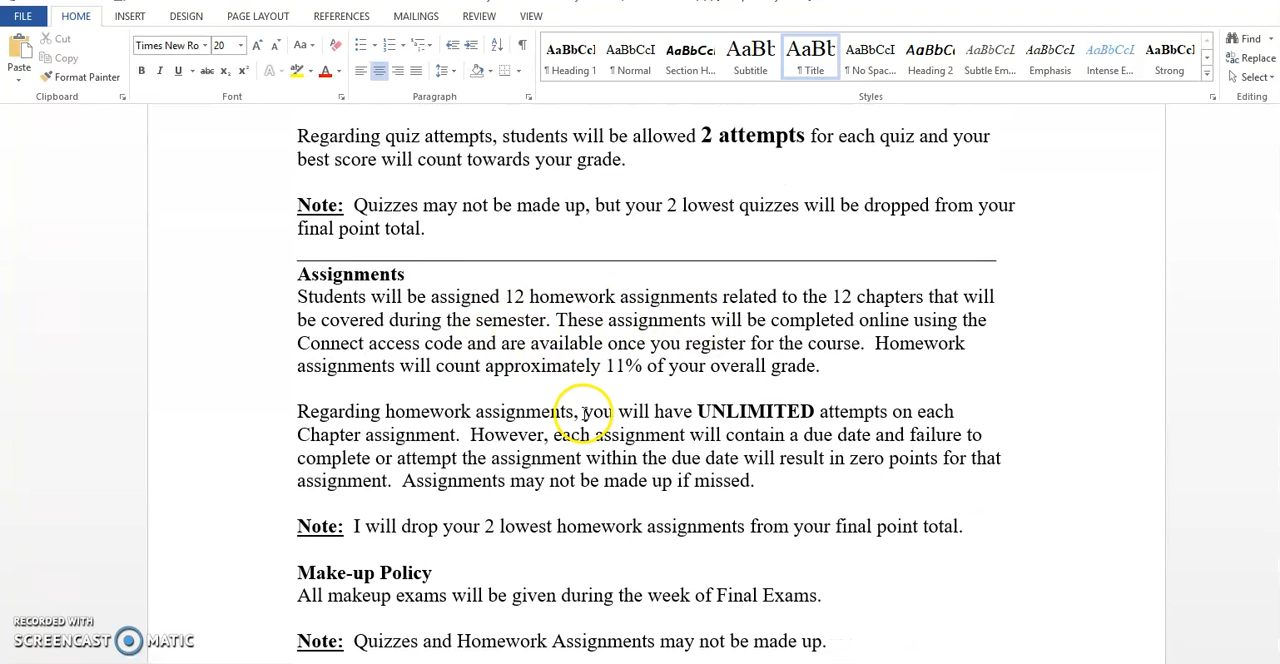 FILE HOME INSERT DESIGN PAGE LAYOUT REFERENCES MAILINGS REVIEW VIEW
Cut
Copy
Format Painter
Paste
Clipboard
Times New Ro 20
Aa
B I U abc x₂ x² A A
Font
Paragraph
AaBbCcl AaBbCcI AaBbCc AaBb AaBb AaBbCcI AaBbCc AaBbCcI AaBbCcL AaBbCcI AaBbCcl
¶ Heading 1 ¶ Normal Section H... Subtitle ¶ Title ¶ No Spac... Heading 2 Subtle Em... Emphasis Intense E... Strong
Styles
Find
Replace
Select
Editing
Regarding quiz attempts, students will be allowed 2 attempts for each quiz and your
best score will count towards your grade.
Note: Quizzes may not be made up, but your 2 lowest quizzes will be dropped from your
final point total.
Assignments
Students will be assigned 12 homework assignments related to the 12 chapters that will
be covered during the semester. These assignments will be completed online using the
Connect access code and are available once you register for the course. Homework
assignments will count approximately 11% of your overall grade.
Regarding homework assignments, you will have UNLIMITED attempts on each
Chapter assignment. However, each assignment will contain a due date and failure to
complete or attempt the assignment within the due date will result in zero points for that
assignment. Assignments may not be made up if missed.
Note: I will drop your 2 lowest homework assignments from your final point total.
Make-up Policy
All makeup exams will be given during the week of Final Exams.
Note: Quizzes and Homework Assignments may not be made up.
RECORDED WITH
SCREENCAST MATIC